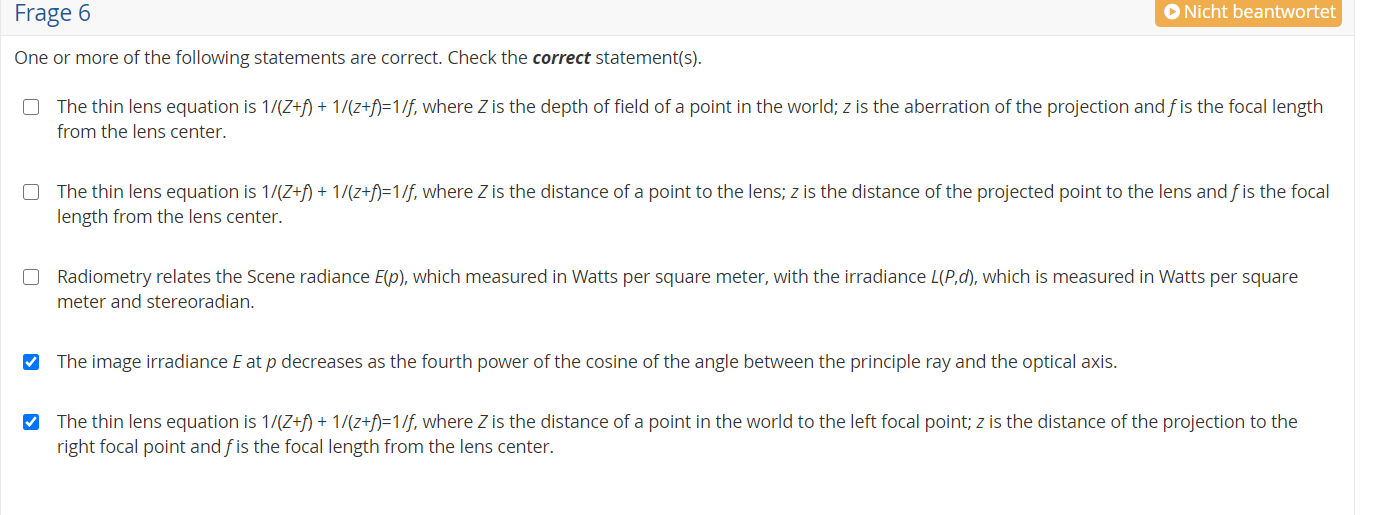 Frage 6
Nicht beantwortet
One or more of the following statements are correct. Check the correct statement(s).
The thin lens equation is 1/(Z+f) + 1/(z+f)=1/f, where Z is the depth of field of a point in the world; z is the aberration of the projection and f is the focal length
from the lens center.
The thin lens equation is 1/(Z+f) + 1/(z+f)=1/f, where Z is the distance of a point to the lens; z is the distance of the projected point to the lens and f is the focal
length from the lens center.
Radiometry relates the Scene radiance E(p), which measured in Watts per square meter, with the irradiance L(P,d), which is measured in Watts per square
meter and stereoradian.
The image irradiance E at p decreases as the fourth power of the cosine of the angle between the principle ray and the optical axis.
The thin lens equation is 1/(Z+f) + 1/(z+f)=1/f, where Z is the distance of a point in the world to the left focal point; z is the distance of the projection to the
right focal point and f is the focal length from the lens center.